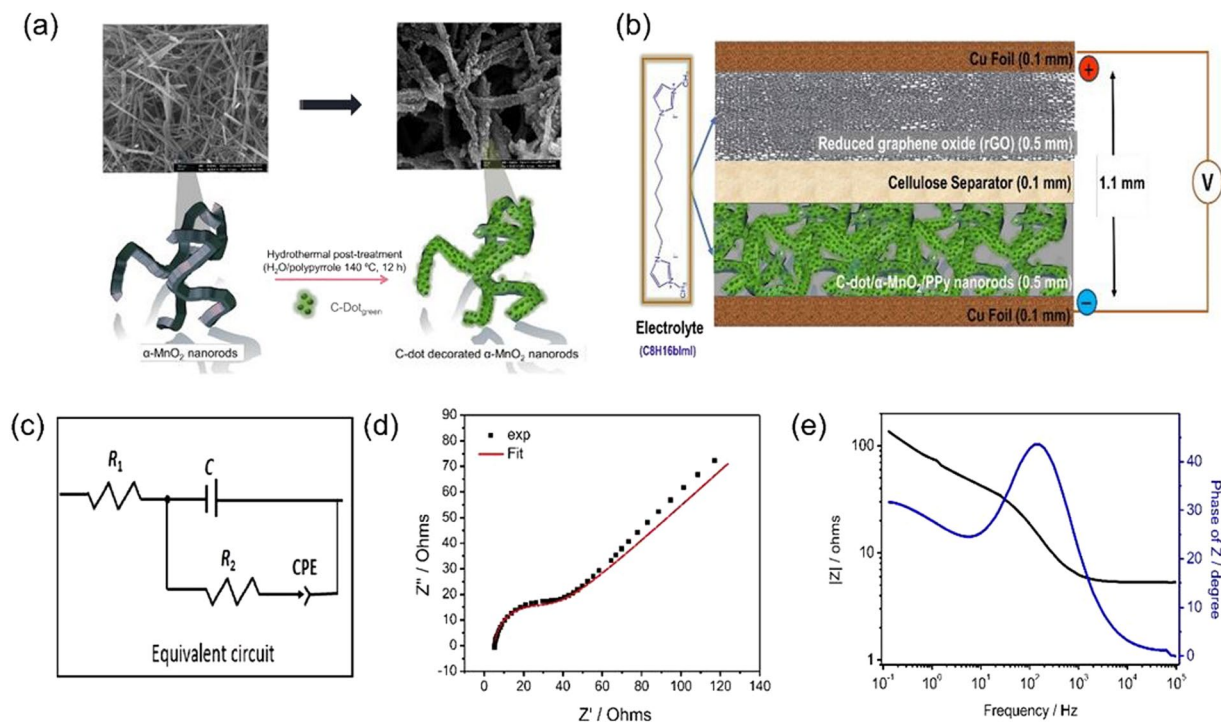 (a)
Hydrothermal post-treatment
(H₂O/polypyrrole 140 ºC, 12 h)
C-Dotgreen
α-MnO₂ nanorods
C-dot decorated α-MnO₂ nanorods
(b)
Cu Foil (0.1 mm)
+
Reduced graphene oxide (rGO) (0.5 mm)
Cellulose Separator (0.1 mm)
1.1 mm
V
C-dot/α-MnO₂/PPy nanorods (0.5 mm)
−
Cu Foil (0.1 mm)
Electrolyte
(C8H16bImI)
(c)
R₁
C
R₂
CPE
Equivalent circuit
(d)
90
80
70
60
50
40
30
20
10
0
-10
0 20 40 60 80 100 120 140
Z'' / Ohms
Z' / Ohms
exp
Fit
(e)
100
10
1
|Z| / ohms
10⁻¹ 10⁰ 10¹ 10² 10³ 10⁴ 10⁵
Frequency / Hz
40
30
20
10
0
Phase of Z / degree